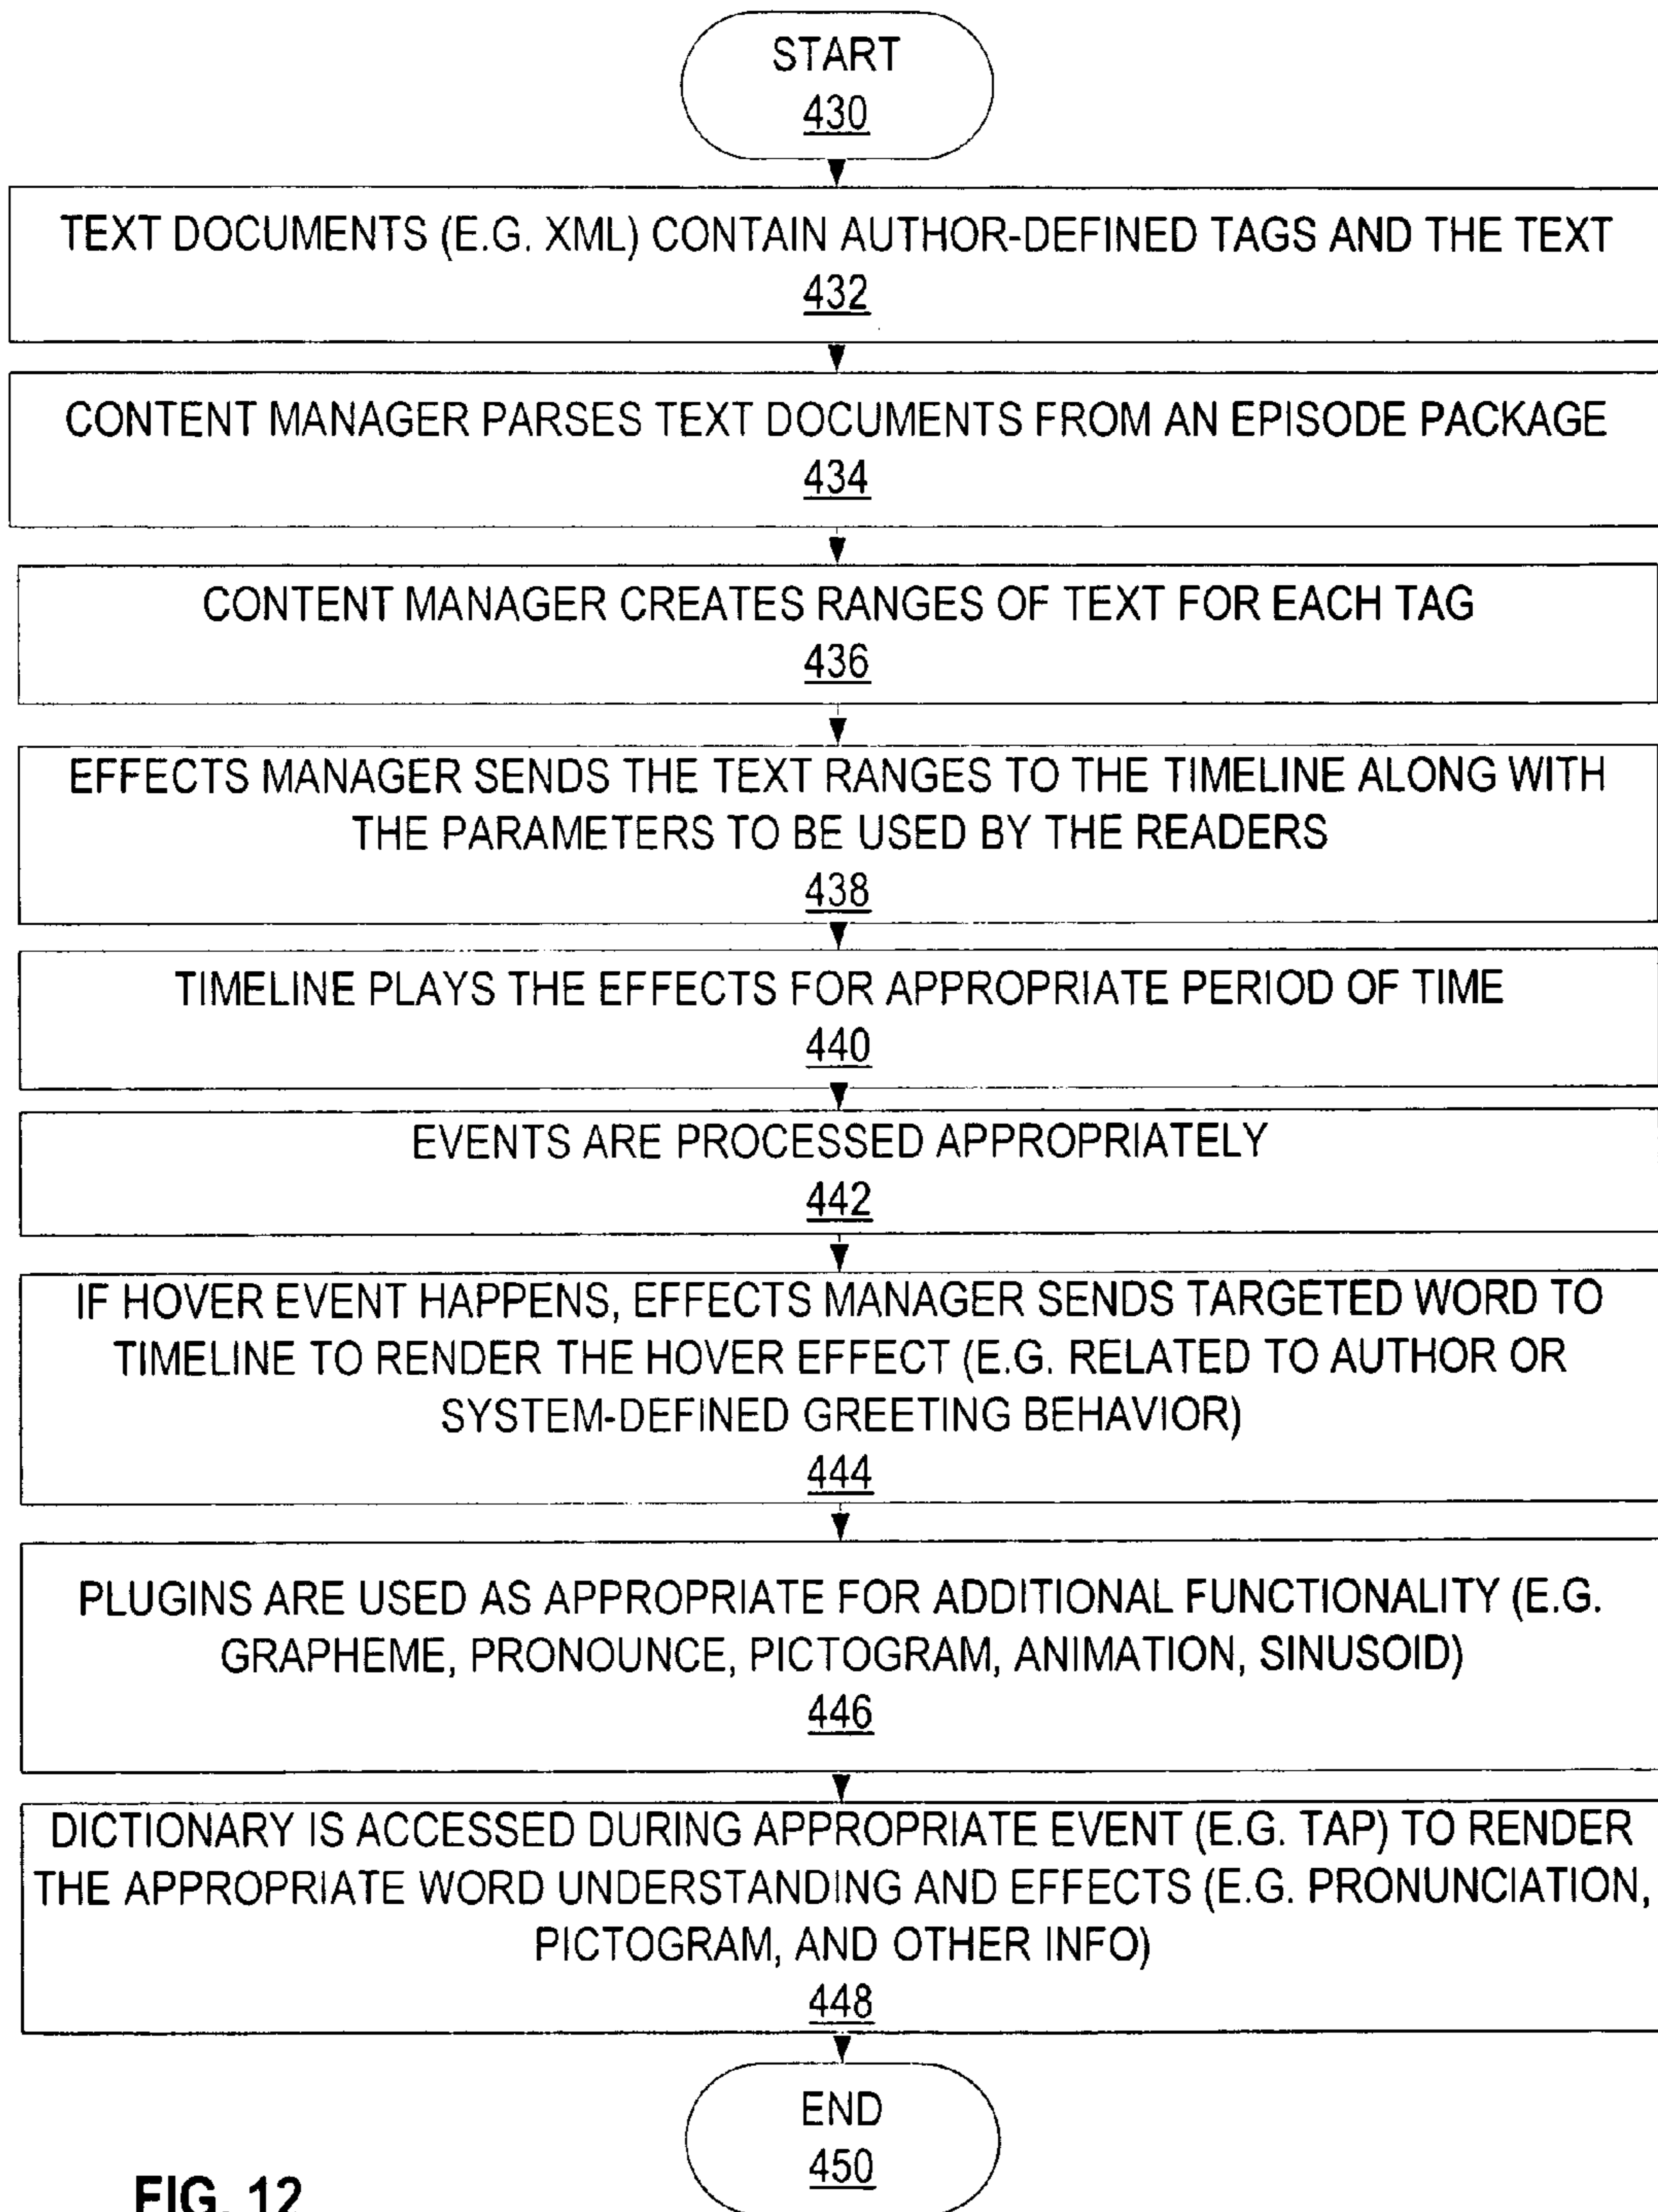 START
430
TEXT DOCUMENTS (E.G. XML) CONTAIN AUTHOR-DEFINED TAGS AND THE TEXT
432
CONTENT MANAGER PARSES TEXT DOCUMENTS FROM AN EPISODE PACKAGE
434
CONTENT MANAGER CREATES RANGES OF TEXT FOR EACH TAG
436
EFFECTS MANAGER SENDS THE TEXT RANGES TO THE TIMELINE ALONG WITH
THE PARAMETERS TO BE USED BY THE READERS
438
TIMELINE PLAYS THE EFFECTS FOR APPROPRIATE PERIOD OF TIME
440
EVENTS ARE PROCESSED APPROPRIATELY
442
IF HOVER EVENT HAPPENS, EFFECTS MANAGER SENDS TARGETED WORD TO
TIMELINE TO RENDER THE HOVER EFFECT (E.G. RELATED TO AUTHOR OR
SYSTEM-DEFINED GREETING BEHAVIOR)
444
PLUGINS ARE USED AS APPROPRIATE FOR ADDITIONAL FUNCTIONALITY (E.G.
GRAPHEME, PRONOUNCE, PICTOGRAM, ANIMATION, SINUSOID)
446
DICTIONARY IS ACCESSED DURING APPROPRIATE EVENT (E.G. TAP) TO RENDER
THE APPROPRIATE WORD UNDERSTANDING AND EFFECTS (E.G. PRONUNCIATION,
PICTOGRAM, AND OTHER INFO)
448
END
450
FIG. 12